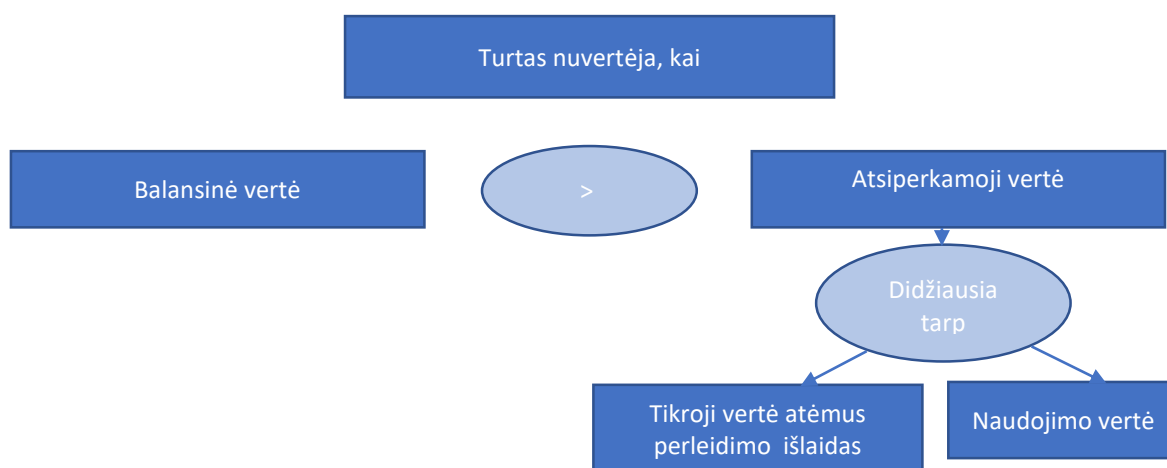 Turtas nuvertėja, kai
Balansinė vertė
>
Atsiperkamoji vertė
Didžiausia
tarp
Tikroji vertė atėmus
perleidimo išlaidas
Naudojimo vertė